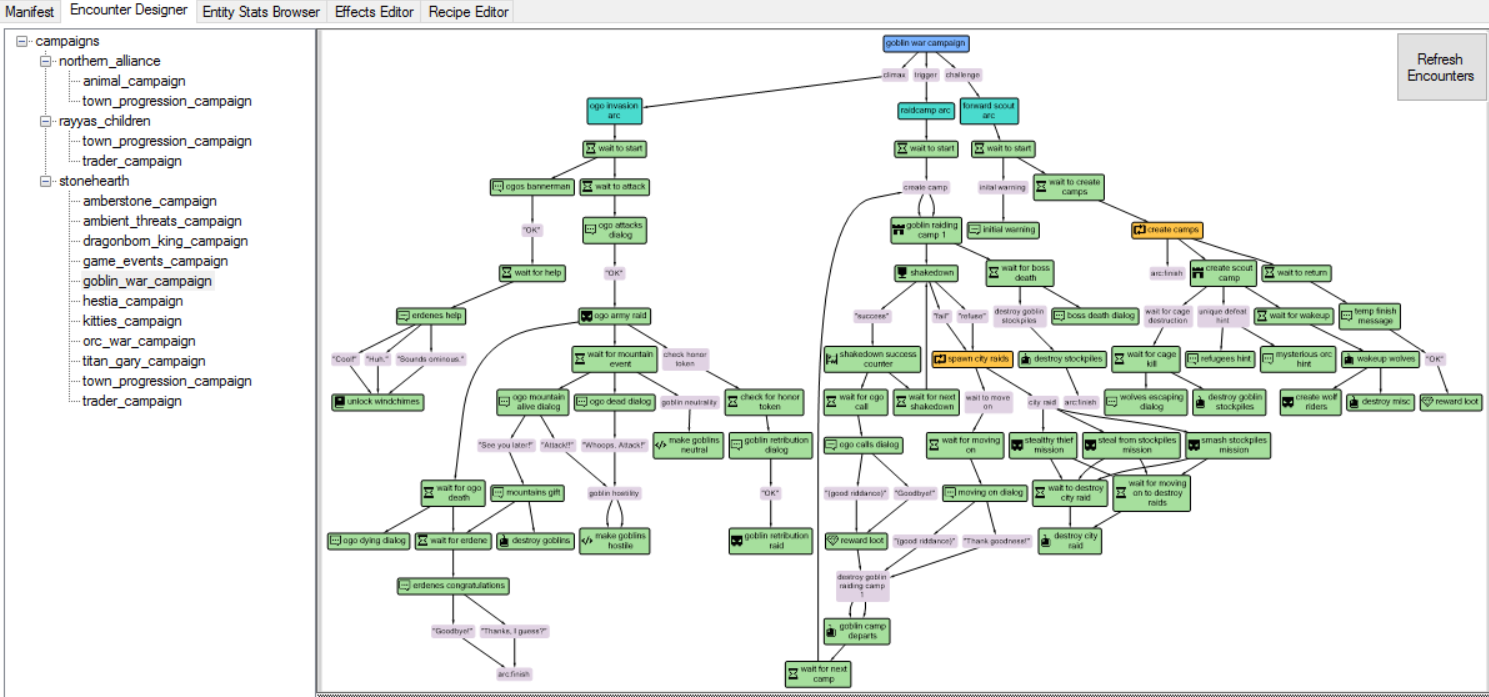 Manifest
Encounter Designer
Entity Stats Browser
Effects Editor
Recipe Editor
campaigns
northern_alliance
animal_campaign
town_progression_campaign
rayyas_children
town_progression_campaign
trader_campaign
stonehearth
amberstone_campaign
ambient_threats_campaign
dragonborn_king_campaign
game_events_campaign
goblin_war_campaign
hestia_campaign
kitties_campaign
orc_war_campaign
titan_gary_campaign
town_progression_campaign
trader_campaign
Refresh
Encounters
goblin war campaign
climax
trigger
challenge
ogo invasion
arc
raidcamp arc
forward scout
arc
wait to start
wait to start
wait to start
ogos bannerman
wait to attack
create camp
inital warning
wait to create
camps
"OK"
ogo attacks
dialog
goblin raiding
camp 1
initial warning
create camps
wait for help
"OK"
shakedown
wait for boss
death
arc:finish
create scout
camp
wait to return
erdenes help
ogo army raid
"success"
"fail"
"refuse"
destroy goblin
stockpiles
boss death dialog
wait for cage
destruction
unique defeat
hint
wait for wakeup
temp finish
message
"Cool!"
"Huh."
"Sounds ominous."
wait for mountain
event
check honor
token
shakedown success
counter
spawn city raids
destroy stockpiles
wait for cage
kill
refugees hint
mysterious orc
hint
wakeup wolves
"OK"
unlock windchimes
ogo mountain
alive dialog
ogo dead dialog
goblin neutrality
check for honor
token
wait for ogo
call
wait for next
shakedown
wait to move
on
city raid
arc:finish
wolves escaping
dialog
destroy goblin
stockpiles
create wolf
riders
destroy misc
reward loot
"See you later!"
"Attack!!"
"Whoops, Attack!"
make goblins
neutral
goblin retribution
dialog
ogo calls dialog
wait for moving
on
stealthy thief
mission
steal from stockpiles
mission
smash stockpiles
mission
wait for ogo
death
mountains gift
goblin hostility
"OK"
"(good riddance)"
"Goodbye!"
moving on dialog
wait to destroy
city raid
wait for moving
on to destroy
raids
ogo dying dialog
wait for erdene
destroy goblins
make goblins
hostile
goblin retribution
raid
reward loot
"(good riddance)"
"Thank goodness!"
destroy city
raid
erdenes congratulations
destroy goblin
raiding camp
1
"Goodbye!"
"Thanks, I guess?"
goblin camp
departs
arc:finish
wait for next
camp